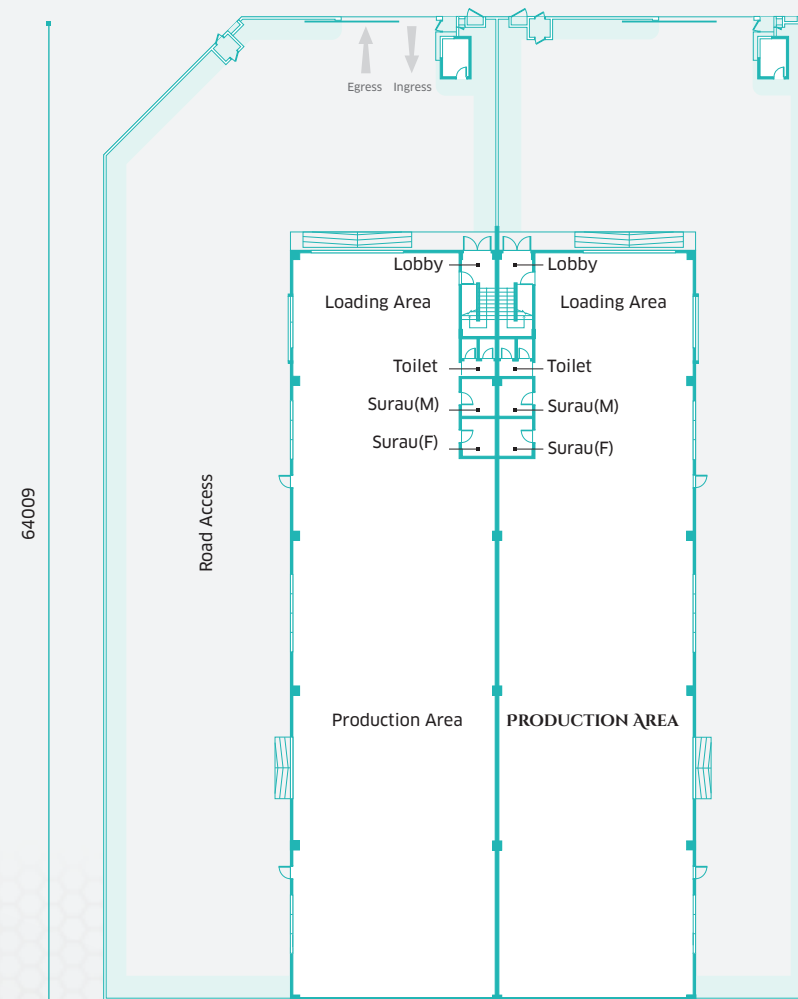 Egress Ingress
Lobby Lobby
Loading Area Loading Area
Toilet Toilet
Surau(M) Surau(M)
Surau(F) Surau(F)
64009
Road Access
Production Area PRODUCTION AREA